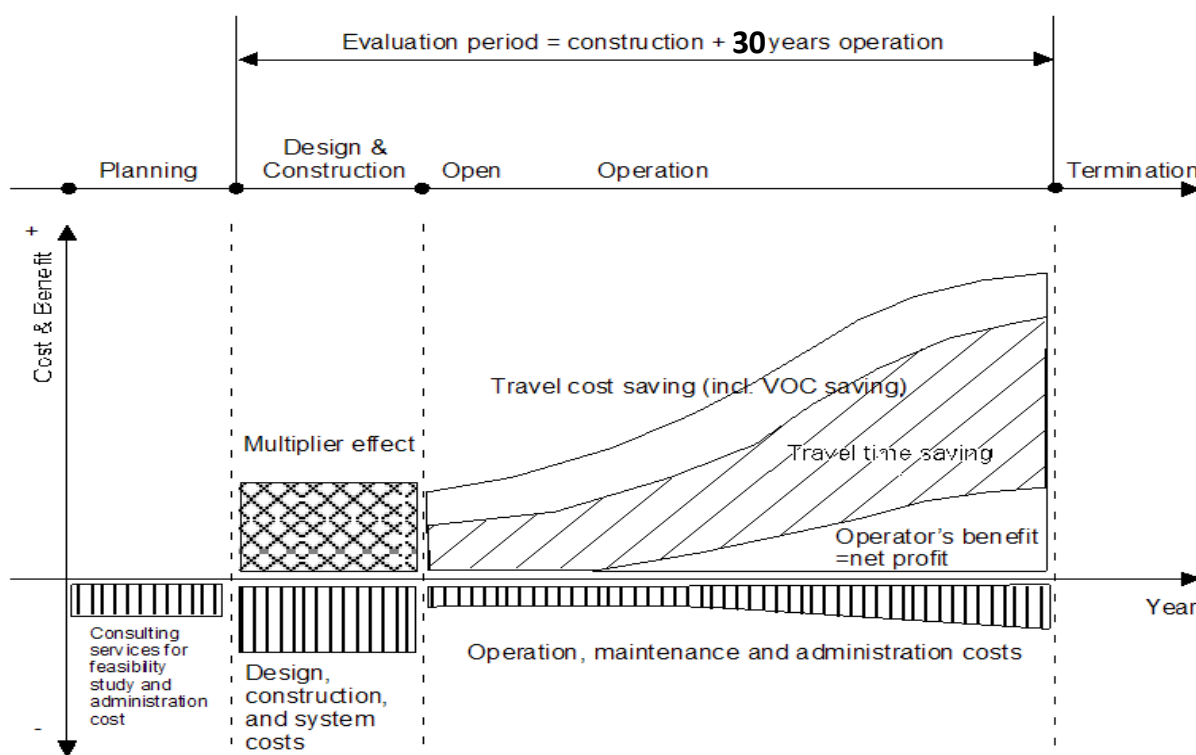 Evaluation period = construction + 30 years operation
Planning
Design &
Construction
Open
Operation
Termination
+
Cost & Benefit
-
Travel cost saving (incl. VOC saving)
Multiplier effect
Travel time saving
Operator's benefit
=net profit
Year
Consulting
services for
feasibility
study and
administration
cost
Design,
construction,
and system
costs
Operation, maintenance and administration costs